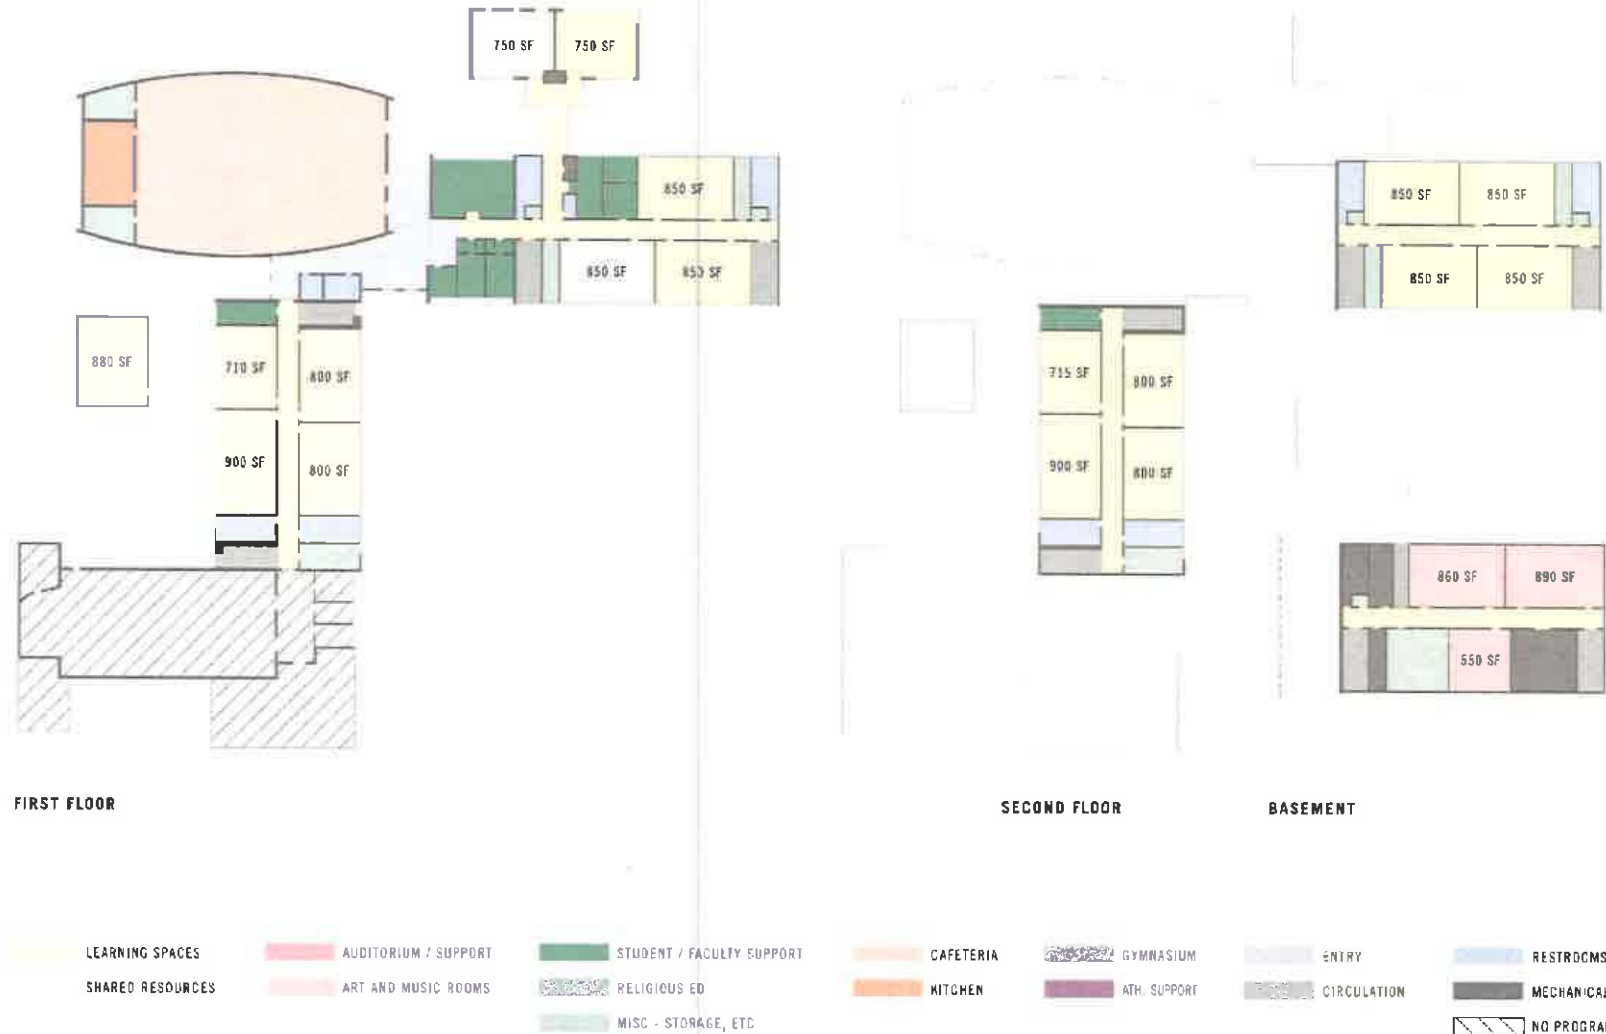 750 SF 750 SF
850 SF
850 SF 850 SF
880 SF
710 SF
800 SF
900 SF
800 SF
850 SF 850 SF
850 SF 850 SF
715 SF
800 SF
900 SF
800 SF
860 SF 890 SF
550 SF
FIRST FLOOR
SECOND FLOOR
BASEMENT
LEARNING SPACES
SHARED RESOURCES
AUDITORIUM / SUPPORT
ART AND MUSIC ROOMS
STUDENT / FACULTY SUPPORT
RELIGIOUS ED
MISC - STORAGE, ETC
CAFETERIA
KITCHEN
GYMNASIUM
ATH. SUPPORT
ENTRY
CIRCULATION
RESTROOMS
MECHANICAL
NO PROGRAM